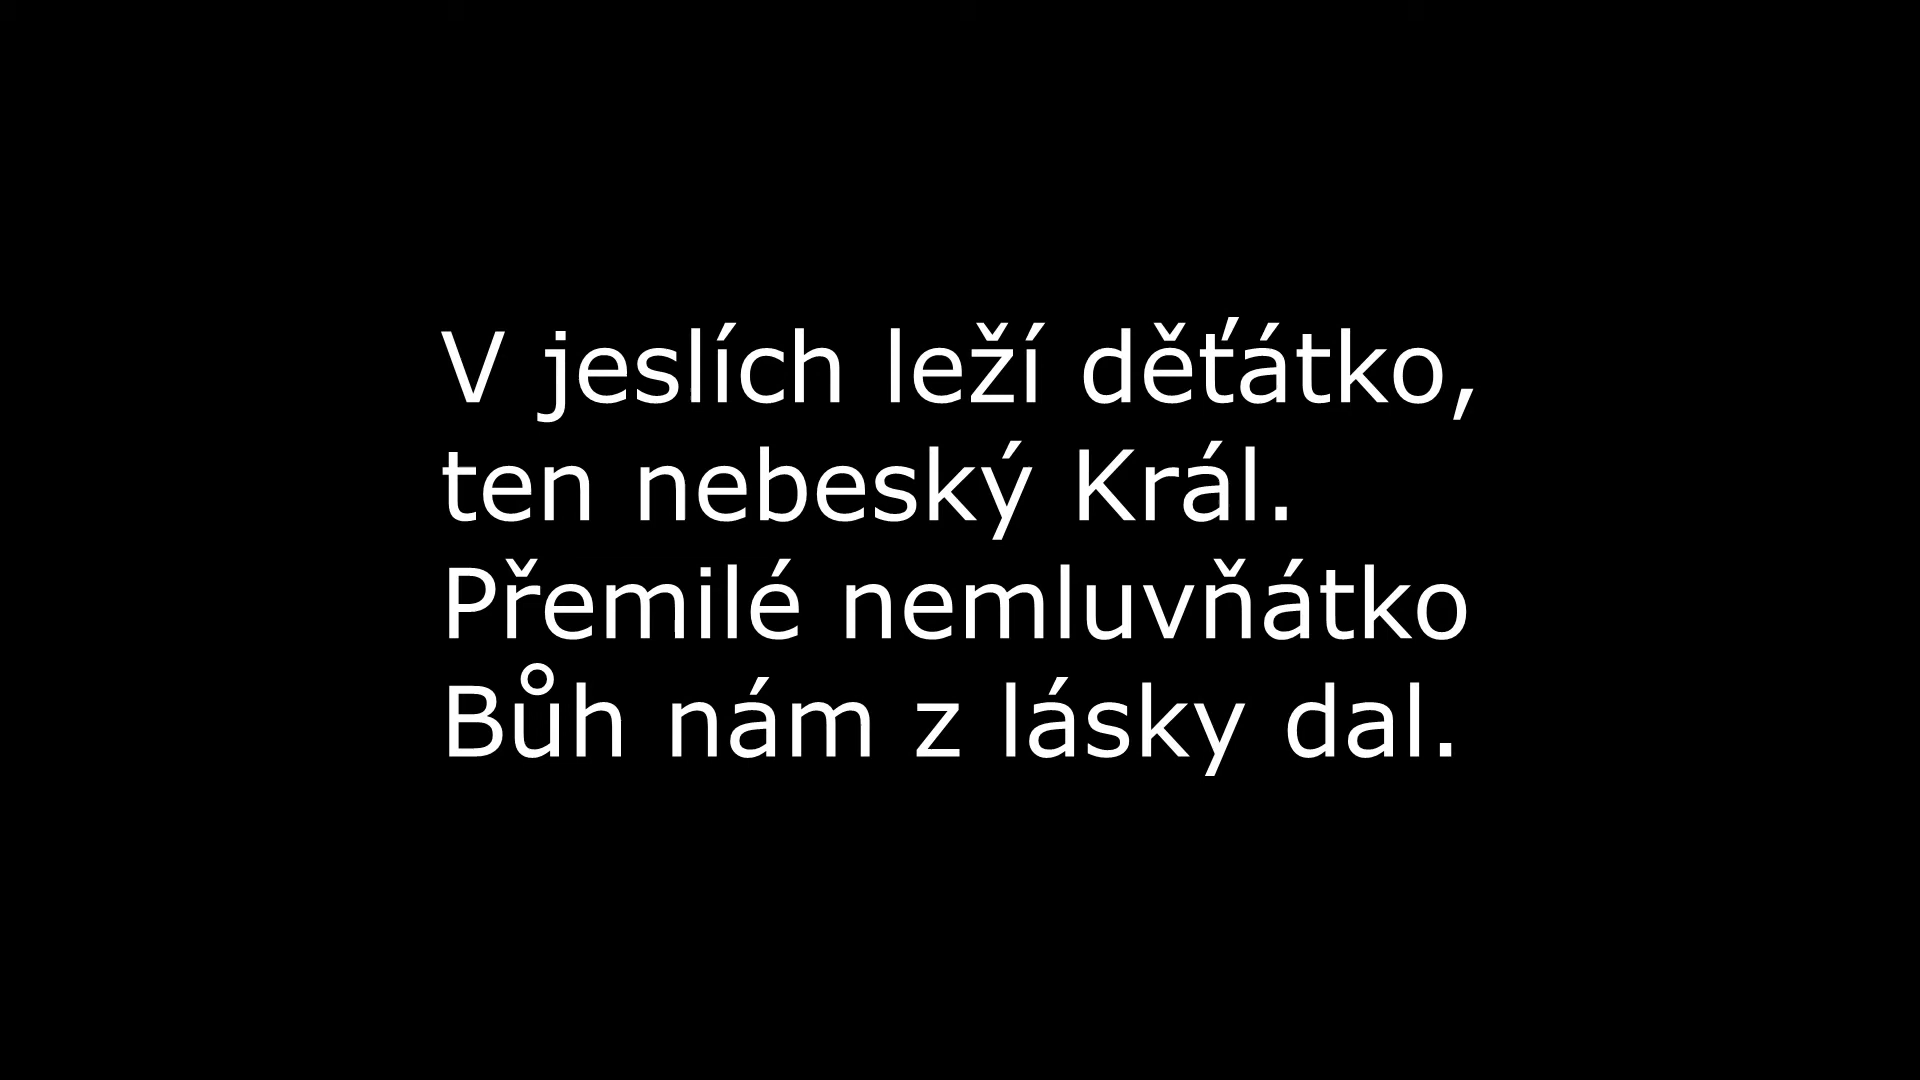 V jeslích leží děťátko,
ten nebeský Král.
Přemilé nemluvňátko
Bůh nám z lásky dal.